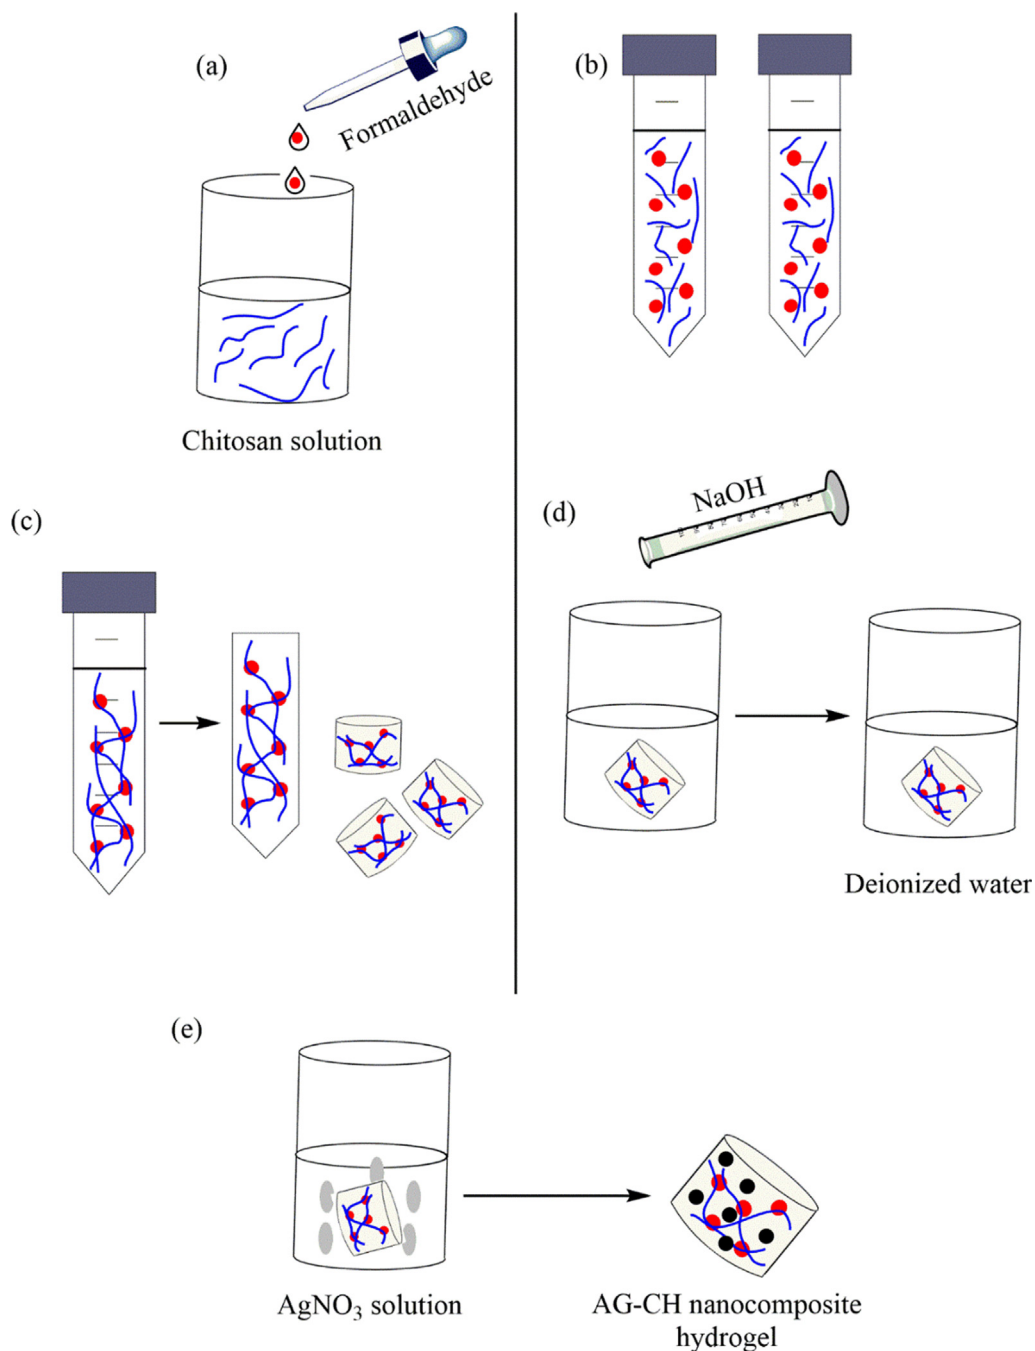 (a)
Formaldehyde
Chitosan solution
(b)
(c)
(d)
NaOH
Deionized water
(e)
AgNO₃ solution
AG-CH nanocomposite
hydrogel